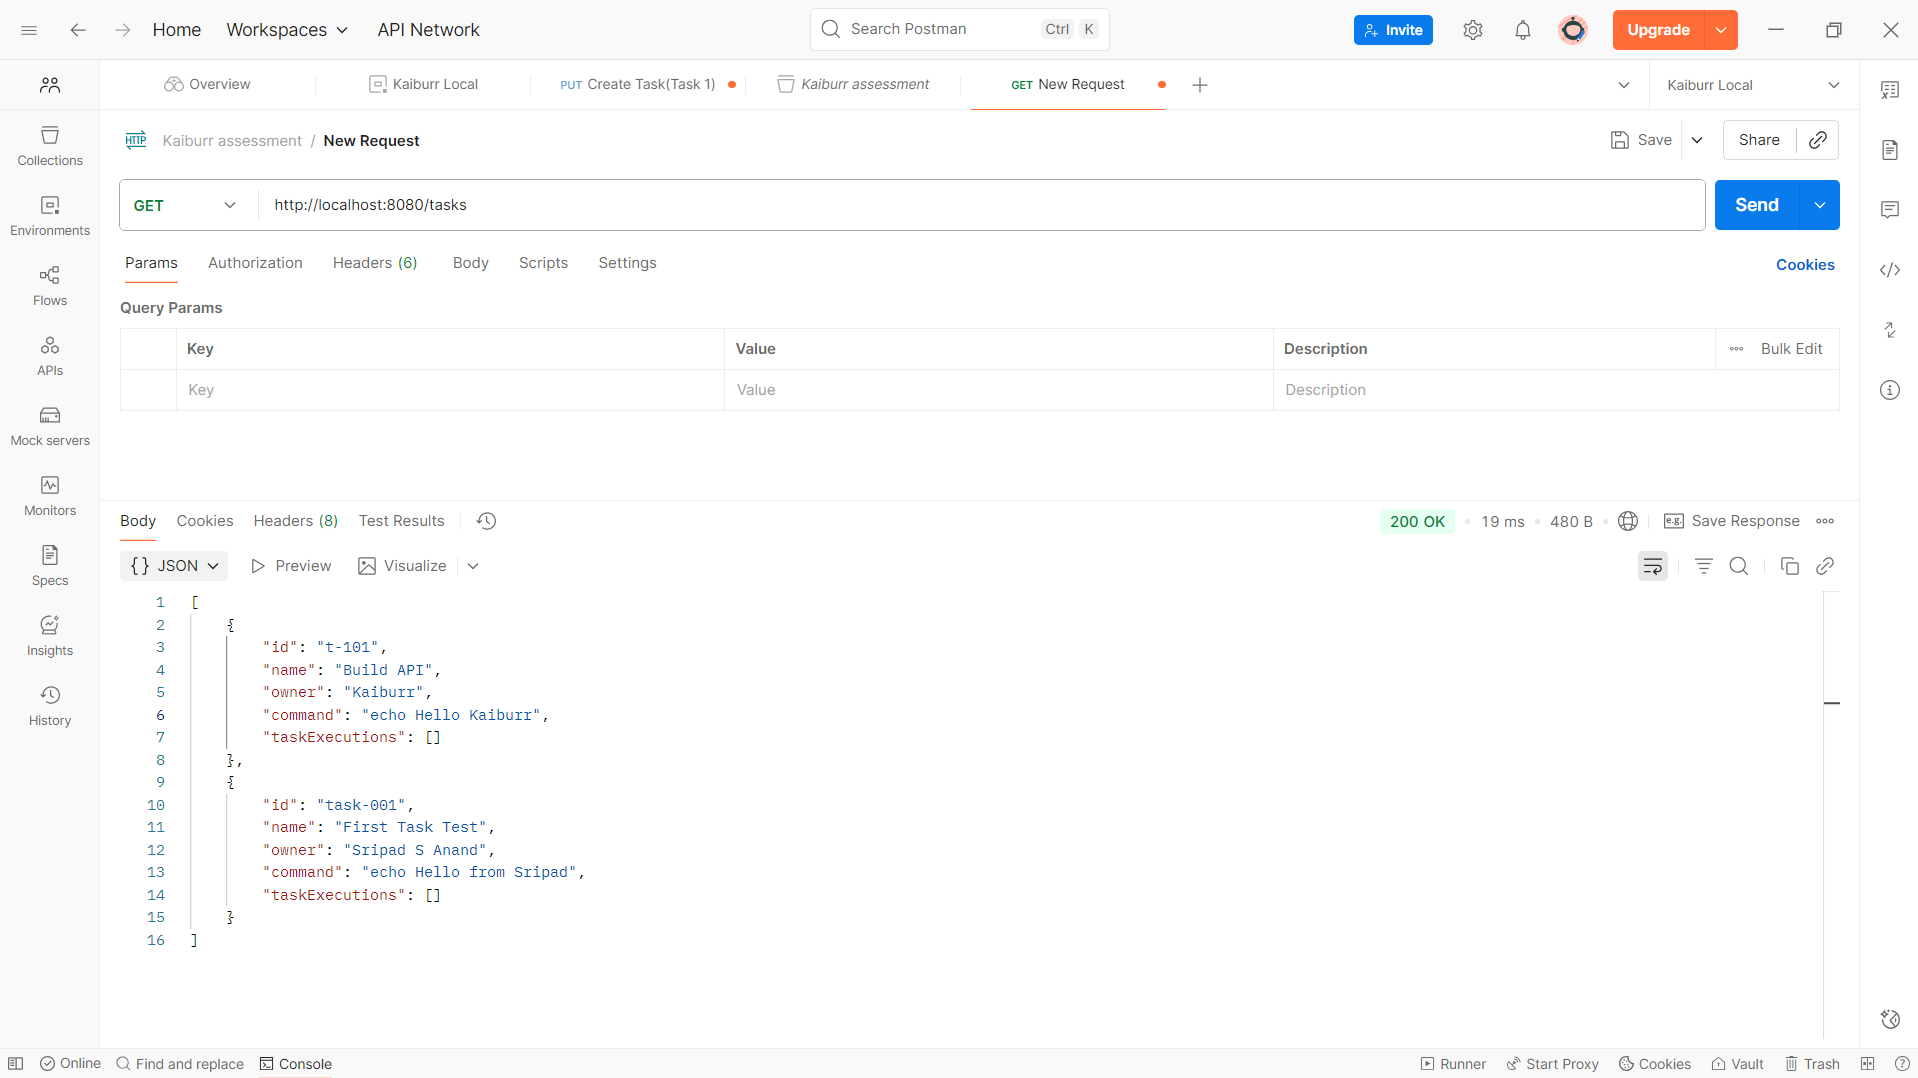 Home Workspaces API Network Search Postman Ctrl K Invite Upgrade
Overview Kaiburr Local PUT Create Task(Task 1) Kaiburr assessment GET New Request Kaiburr Local
HTTP Kaiburr assessment / New Request Save Share
GET http://localhost:8080/tasks Send
Params Authorization Headers (6) Body Scripts Settings Cookies
Query Params
Key Value Description Bulk Edit
Key Value Description
Collections
Environments
Flows
APIs
Mock servers
Monitors
Specs
Insights
History
Body Cookies Headers (8) Test Results 200 OK 19 ms 480 B e.g. Save Response
{} JSON Preview Visualize
1 [
2 {
3 "id": "t-101",
4 "name": "Build API",
5 "owner": "Kaiburr",
6 "command": "echo Hello Kaiburr",
7 "taskExecutions": []
8 },
9 {
10 "id": "task-001",
11 "name": "First Task Test",
12 "owner": "Sripad S Anand",
13 "command": "echo Hello from Sripad",
14 "taskExecutions": []
15 }
16 ]
Online Find and replace Console Runner Start Proxy Cookies Vault Trash